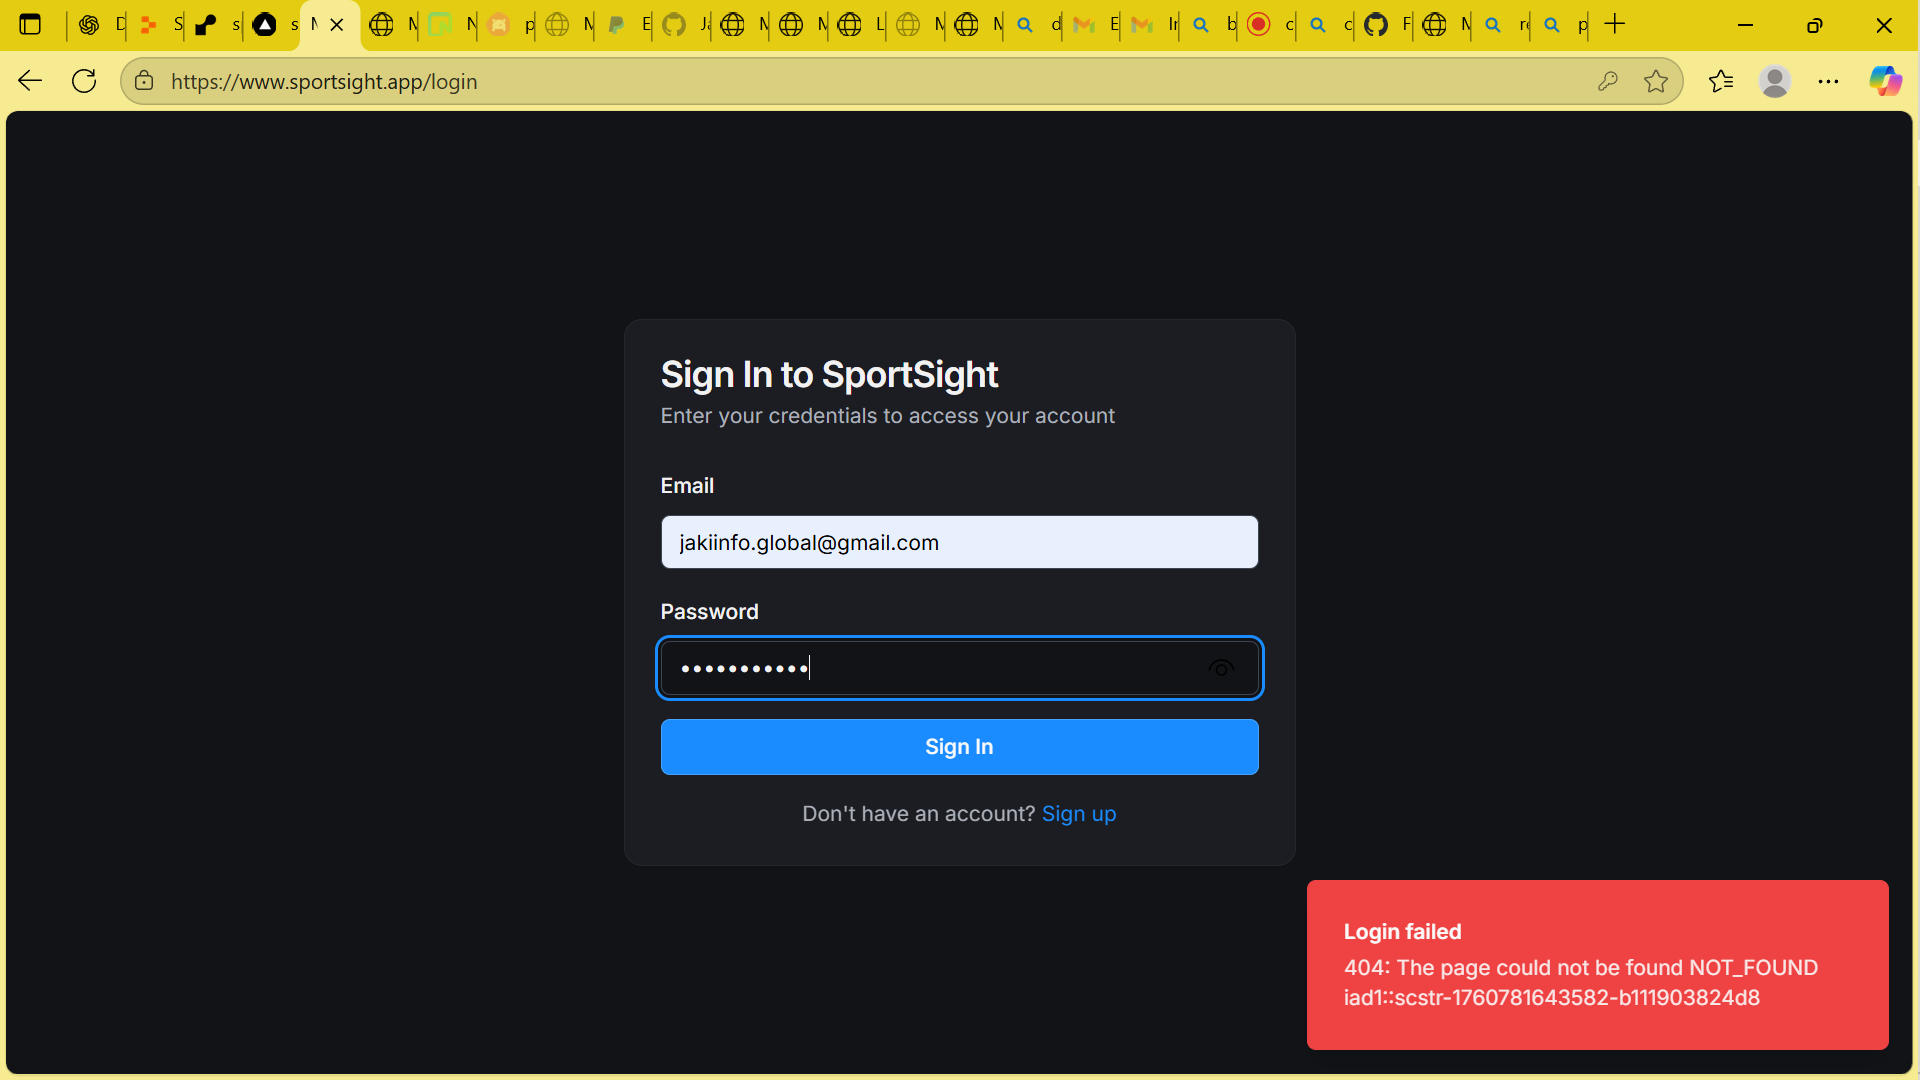 https://www.sportsight.app/login
Sign In to SportSight
Enter your credentials to access your account
Email
jakiinfo.global@gmail.com
Password
Sign In
Don't have an account? Sign up
Login failed
404: The page could not be found NOT_FOUND
iad1::scstr-1760781643582-b111903824d8